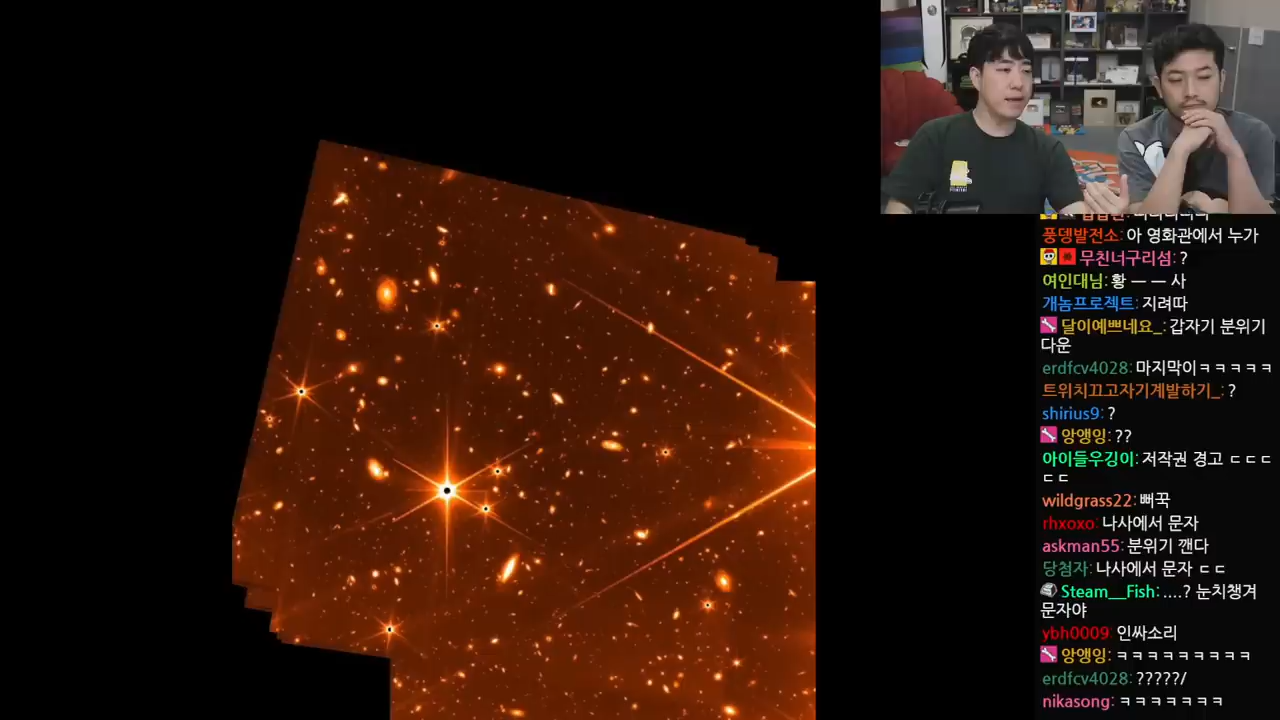 풍뎅발전소: 아 영화관에서 누가
무친너구리섬: ?
여인대님: 황 ㅡ ㅡ 사
개놈프로젝트: 지려따
달이예쁘네요_: 갑자기 분위기
다운
erdfcv4028: 마지막이ㅋㅋㅋㅋㅋ
트위치끄고자기계발하기_: ?
shirius9: ?
앙앵잉: ??
아이들우깅이: 저작권 경고 ㄷㄷㄷ
ㄷㄷ
wildgrass22: 뻐꾹
rhxoxo: 나사에서 문자
askman55: 분위기 깬다
당첨자: 나사에서 문자 ㄷㄷ
Steam__Fish: ....? 눈치챙겨
문자야
ybh0009: 인싸소리
앙앵잉: ㅋㅋㅋㅋㅋㅋㅋㅋㅋ
erdfcv4028: ?????/
nikasong: ㅋㅋㅋㅋㅋㅋㅋ